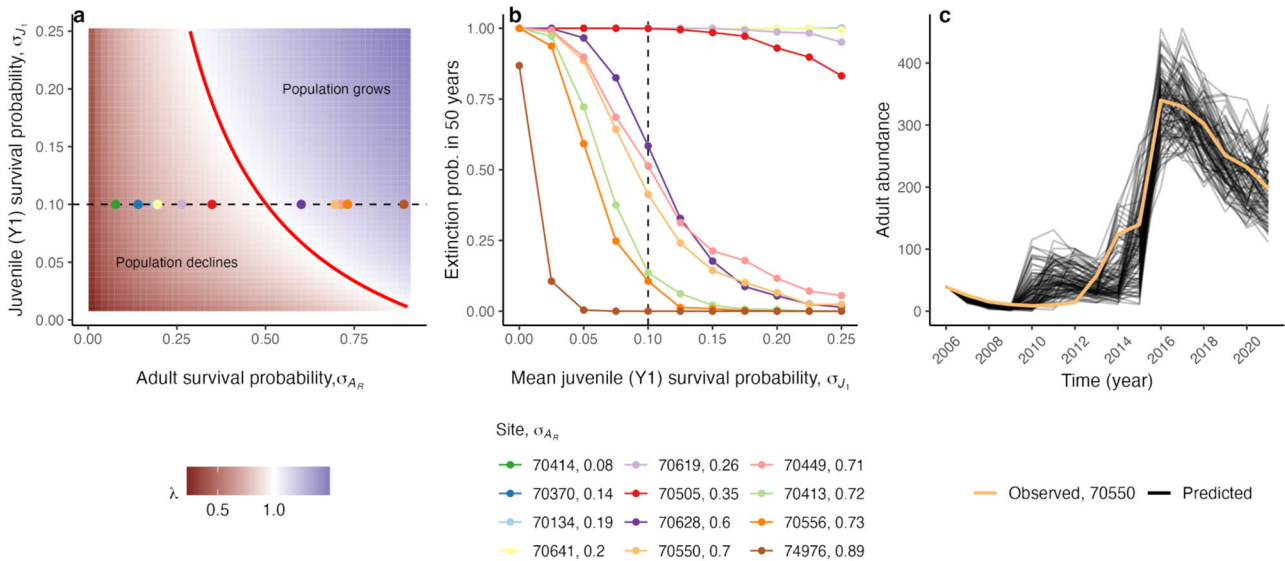 a
Juvenile (Y1) survival probability, σJ1
0.25
0.20
0.15
0.10
0.05
0.00
Population grows
Population declines
0.00 0.25 0.50 0.75
Adult survival probability,σAR
λ
0.5 1.0
b
Extinction prob. in 50 years
1.00
0.75
0.50
0.25
0.00
0.00 0.05 0.10 0.15 0.20 0.25
Mean juvenile (Y1) survival probability, σJ1
Site, σAR
70414, 0.08 70619, 0.26 70449, 0.71
70370, 0.14 70505, 0.35 70413, 0.72
70134, 0.19 70628, 0.6 70556, 0.73
70641, 0.2 70550, 0.7 74976, 0.89
c
Adult abundance
400
300
200
100
0
2006 2008 2010 2012 2014 2016 2018 2020
Time (year)
Observed, 70550 Predicted